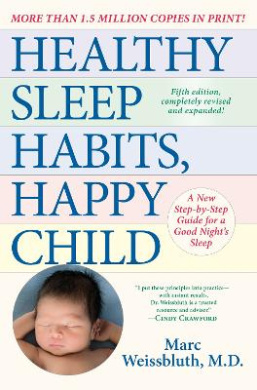 MORE THAN 1.5 MILLION COPIES IN PRINT!
HEALTHY
SLEEP
Fifth edition,
completely revised
and expanded!
HABITS,
HAPPY
CHILD
A New
Step-by-Step
Guide for a
Good Night's
Sleep
"I put these principles into practice—
with instant results.
Dr. Weissbluth is a trusted
resource and adviser."
—CINDY CRAWFORD
Marc
Weissbluth, M.D.